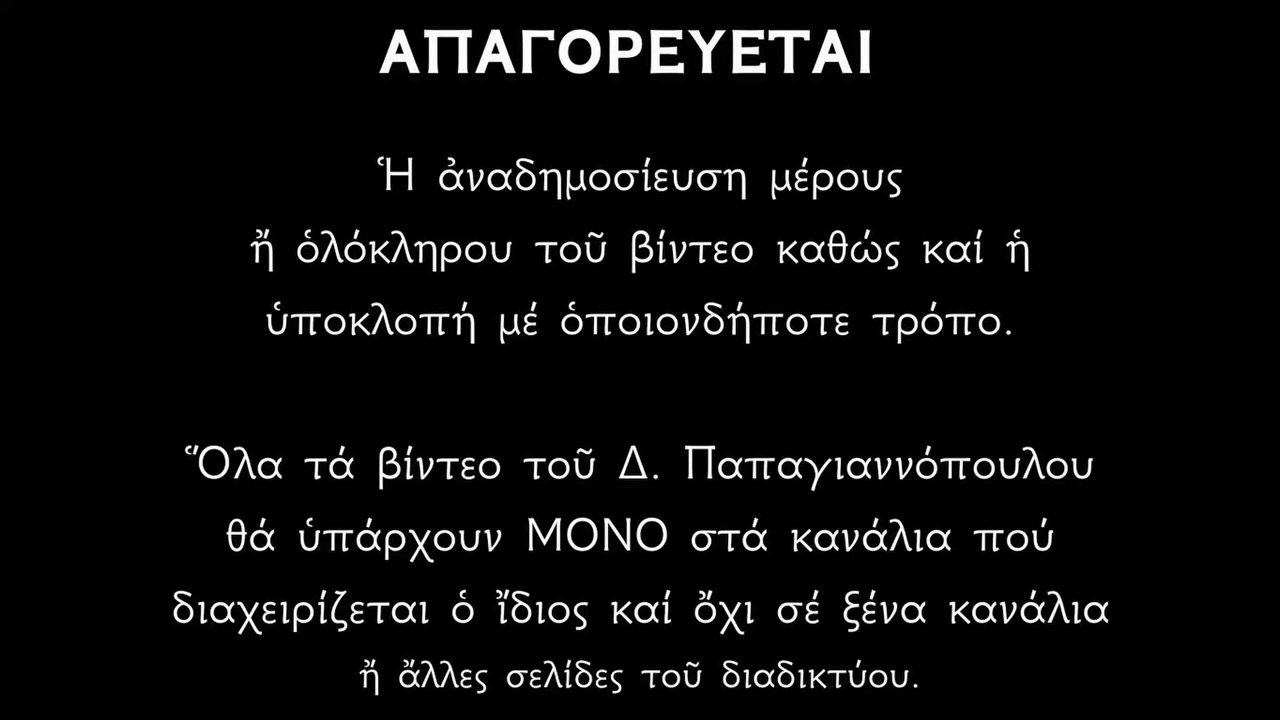 ΑΠΑΓΟΡΕΥΕΤΑΙ
Ἡ ἀναδημοσίευση μέρους
ἤ ὁλόκληρου τοῦ βίντεο καθώς καί ἡ
ὑποκλοπή μέ ὁποιονδήποτε τρόπο.
Ὅλα τά βίντεο τοῦ Δ. Παπαγιαννόπουλου
θά ὑπάρχουν ΜΟΝΟ στά κανάλια πού
διαχειρίζεται ὁ ἴδιος καί ὄχι σέ ξένα κανάλια
ἤ ἄλλες σελίδες τοῦ διαδικτύου.